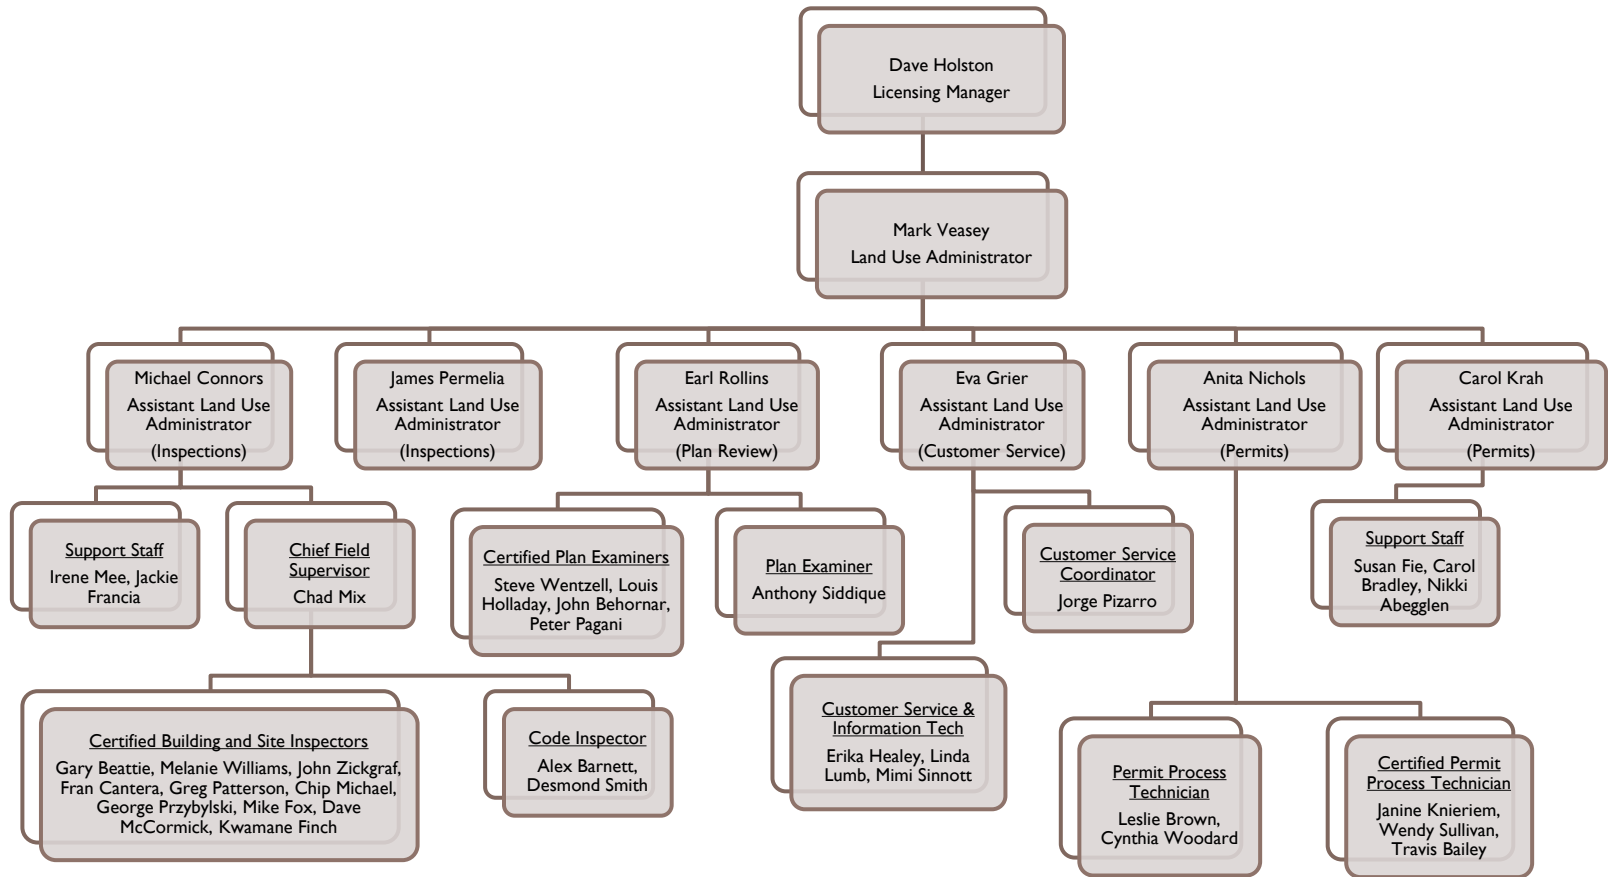 Dave Holston
Licensing Manager
Mark Veasey
Land Use Administrator
Michael Connors
Assistant Land Use
Administrator
(Inspections)
James Permelia
Assistant Land Use
Administrator
(Inspections)
Earl Rollins
Assistant Land Use
Administrator
(Plan Review)
Eva Grier
Assistant Land Use
Administrator
(Customer Service)
Anita Nichols
Assistant Land Use
Administrator
(Permits)
Carol Krah
Assistant Land Use
Administrator
(Permits)
Support Staff
Irene Mee, Jackie
Francia
Chief Field
Supervisor
Chad Mix
Certified Plan Examiners
Steve Wentzell, Louis
Holladay, John Behornar,
Peter Pagani
Plan Examiner
Anthony Siddique
Customer Service
Coordinator
Jorge Pizarro
Support Staff
Susan Fie, Carol
Bradley, Nikki
Abegglen
Certified Building and Site Inspectors
Gary Beattie, Melanie Williams, John Zickgraf,
Fran Cantera, Greg Patterson, Chip Michael,
George Przybylski, Mike Fox, Dave
McCormick, Kwamane Finch
Code Inspector
Alex Barnett,
Desmond Smith
Customer Service &
Information Tech
Erika Healey, Linda
Lumb, Mimi Sinnott
Permit Process
Technician
Leslie Brown,
Cynthia Woodard
Certified Permit
Process Technician
Janine Knieriem,
Wendy Sullivan,
Travis Bailey